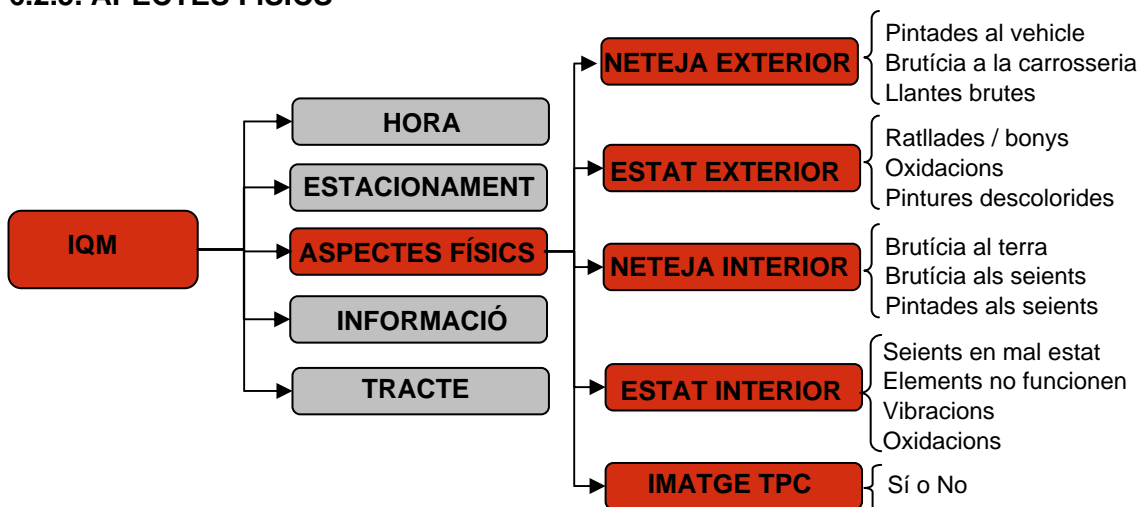 IQM
HORA
ESTACIONAMENT
ASPECTES FÍSICS
INFORMACIÓ
TRACTE
NETEJA EXTERIOR
Pintades al vehicle
Brutícia a la carrosseria
Llantes brutes
ESTAT EXTERIOR
Ratllades / bonys
Oxidacions
Pintures descolorides
NETEJA INTERIOR
Brutícia al terra
Brutícia als seients
Pintades als seients
ESTAT INTERIOR
Seients en mal estat
Elements no funcionen
Vibracions
Oxidacions
IMATGE TPC
Sí o No